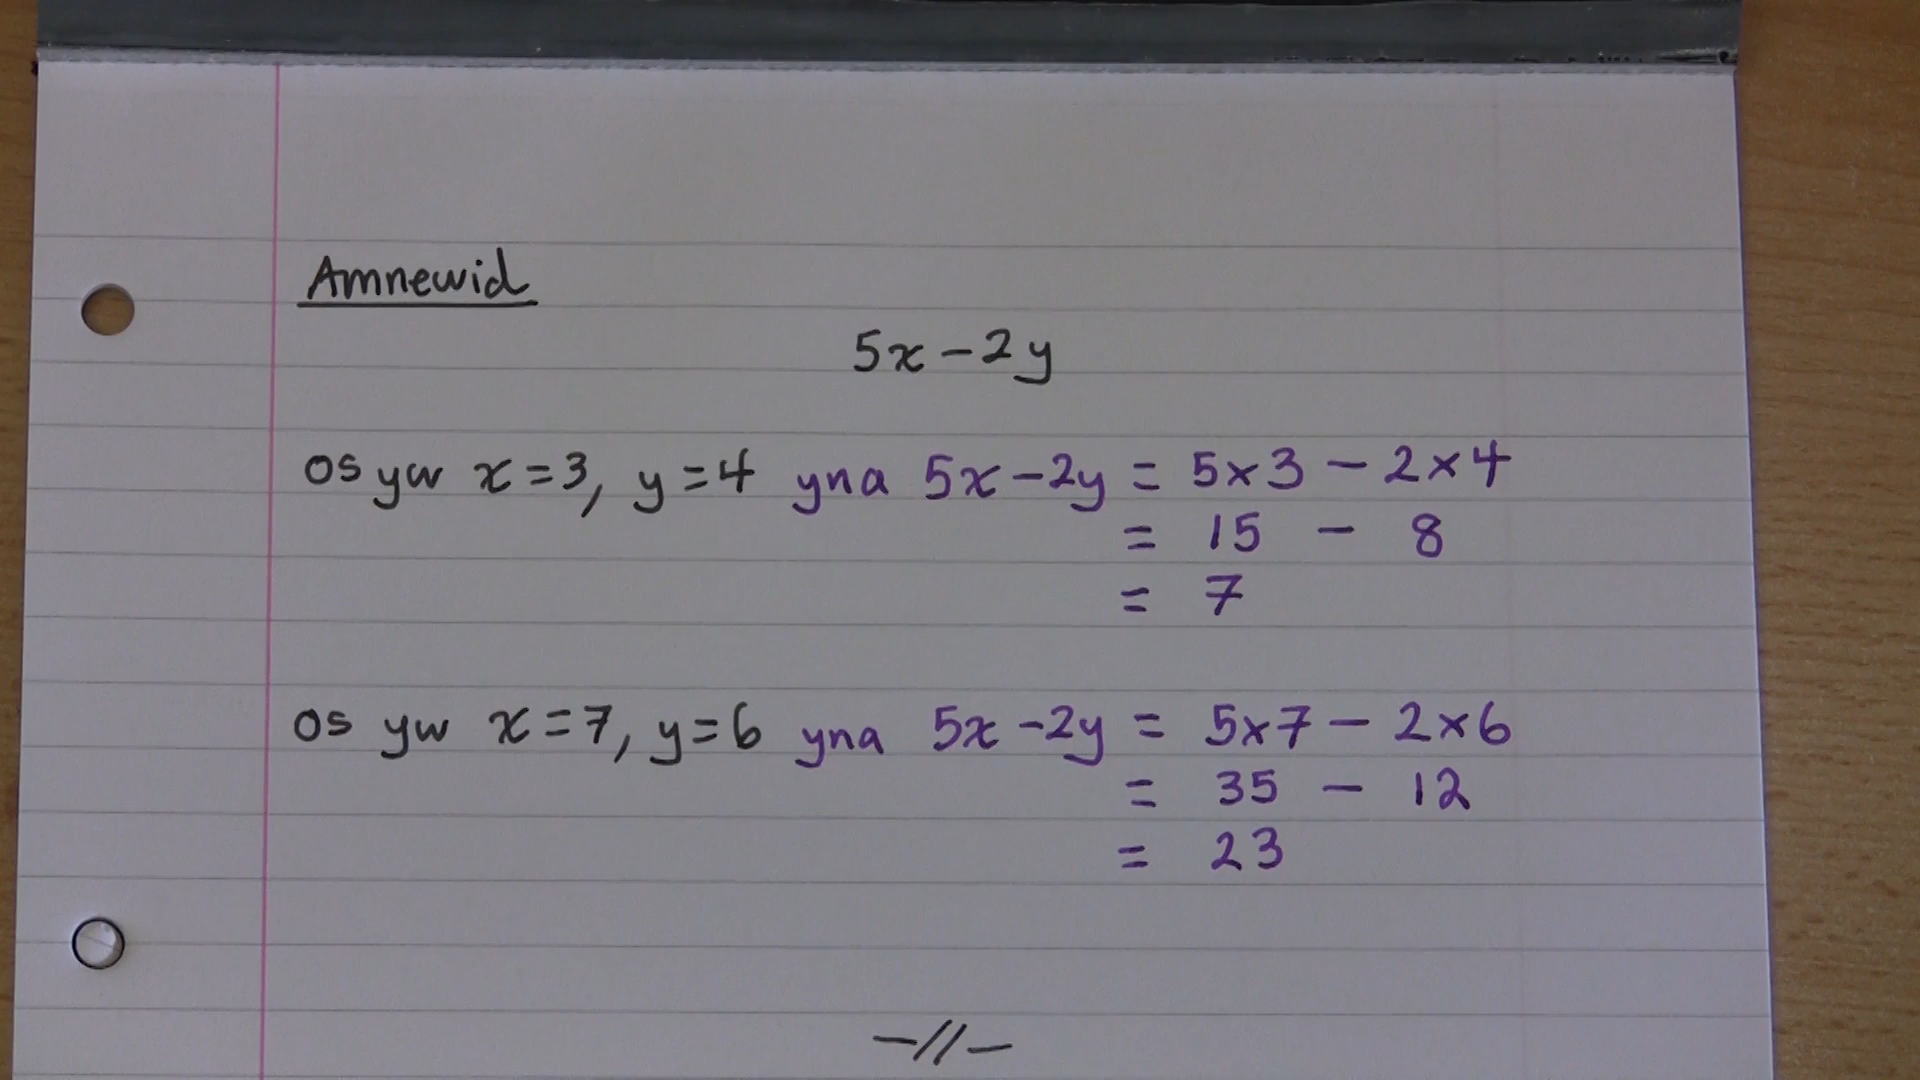 Amnewid
5x - 2y
os yw x = 3, y = 4 yna 5x - 2y = 5 × 3 - 2 × 4
= 15 - 8
= 7
os yw x = 7, y = 6 yna 5x - 2y = 5 × 7 - 2 × 6
= 35 - 12
= 23
-//-